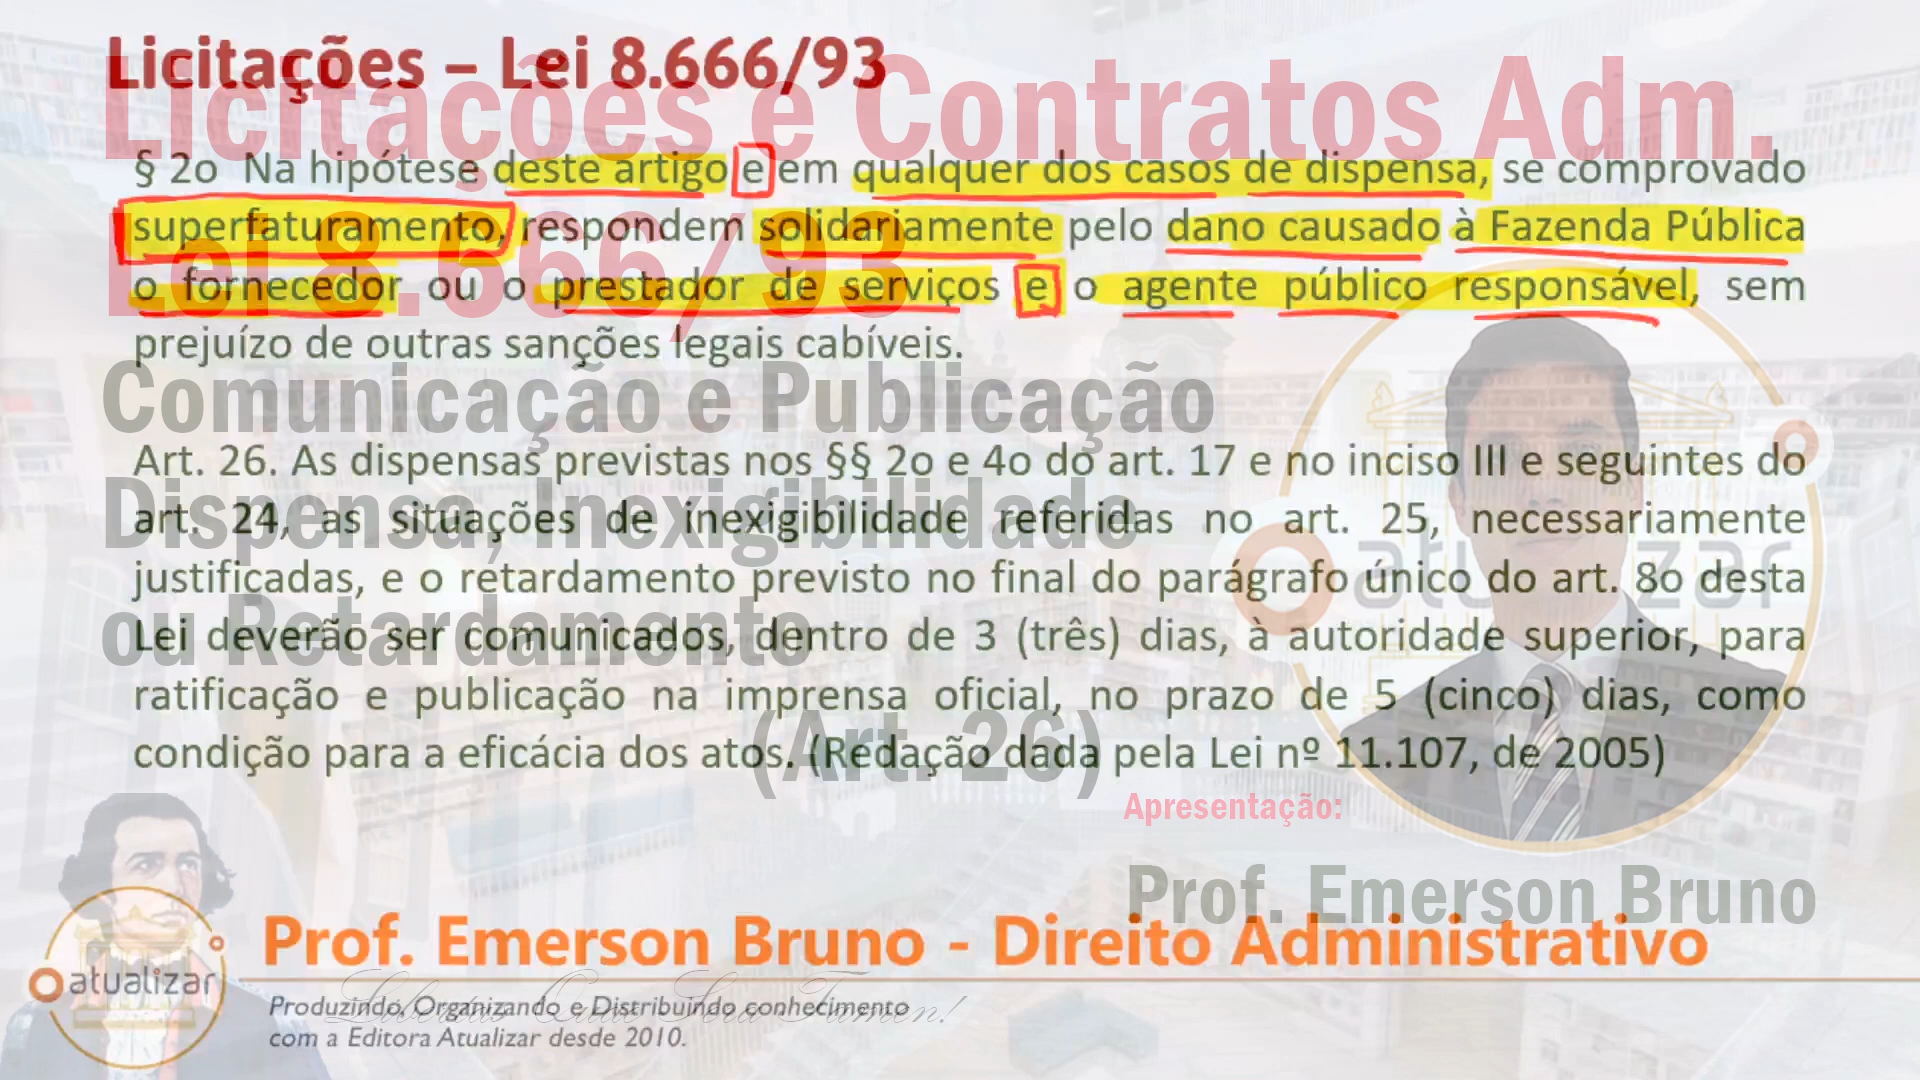 Licitações – Lei 8.666/93
Licitações e Contratos Adm.
§ 2o Na hipótese deste artigo e em qualquer dos casos de dispensa, se comprovado
superfaturamento, respondem solidariamente pelo dano causado à Fazenda Pública
Lei 8.666/93
o fornecedor ou o prestador de serviços e o agente público responsável, sem
prejuízo de outras sanções legais cabíveis.
Comunicação e Publicação
Art. 26. As dispensas previstas nos §§ 2o e 4o do art. 17 e no inciso III e seguintes do
Dispensa, Inexigibilidade
art. 24, as situações de inexigibilidade referidas no art. 25, necessariamente
atualizar
justificadas, e o retardamento previsto no final do parágrafo único do art. 8o desta
ou Retardamento
Lei deverão ser comunicados, dentro de 3 (três) dias, à autoridade superior, para
ratificação e publicação na imprensa oficial, no prazo de 5 (cinco) dias, como
(Art. 26)
condição para a eficácia dos atos. (Redação dada pela Lei nº 11.107, de 2005)
Apresentação:
Prof. Emerson Bruno
Prof. Emerson Bruno - Direito Administrativo
atualizar
Produzindo, Organizando e Distribuindo conhecimento
Libertas Quae Sera Tamen!
com a Editora Atualizar desde 2010.